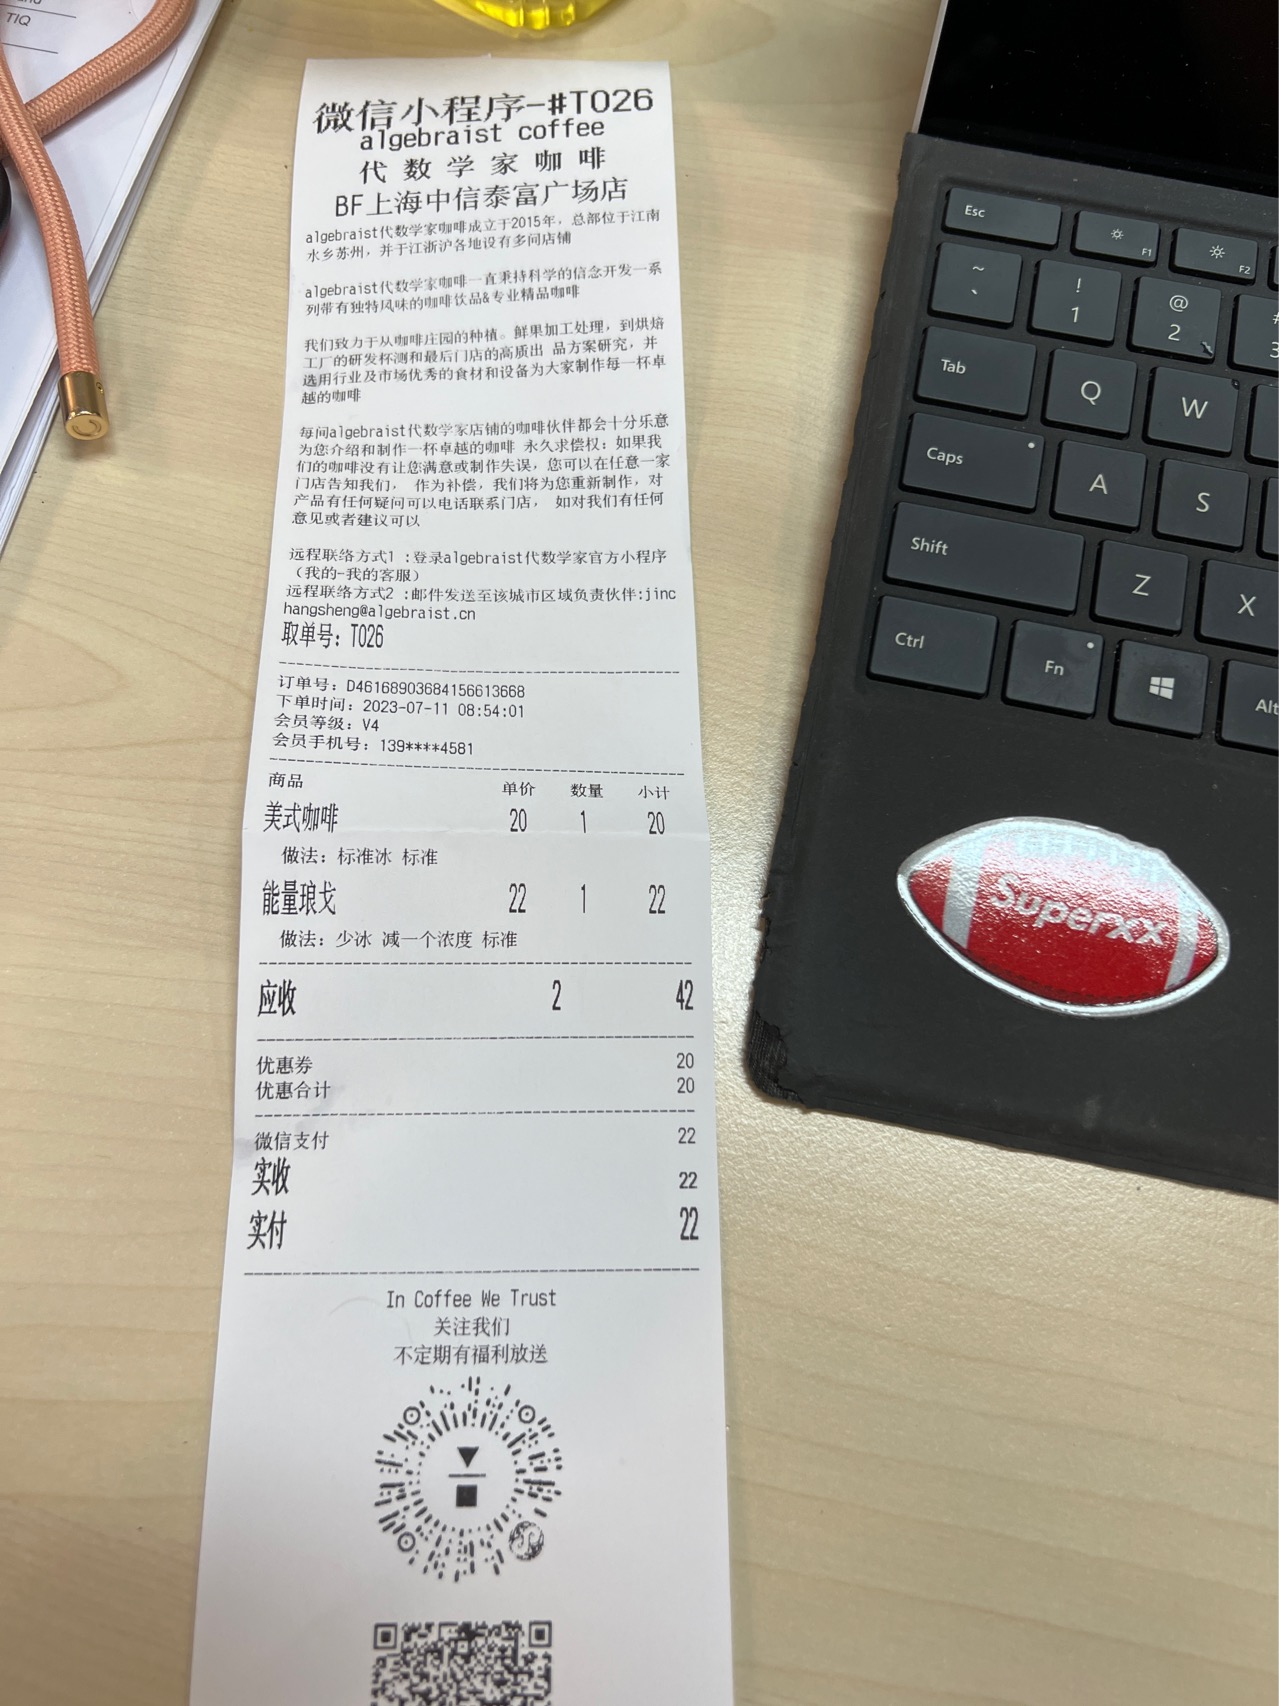 TIQ
微信小程序-#T026
algebraist coffee
代数学家咖啡
BF上海中信泰富广场店
algebraist代数学家咖啡成立于2015年, 总部位于江南
水乡苏州, 并于江浙沪各地设有多间店铺
algebraist代数学家咖啡一直秉持科学的信念开发一系
列带有独特风味的咖啡饮品&专业精品咖啡
我们致力于从咖啡庄园的种植。鲜果加工处理, 到烘焙
工厂的研发杯测和最后门店的高质出 品方案研究, 并
选用行业及市场优秀的食材和设备为大家制作每一杯卓
越的咖啡
每间algebraist代数学家店铺的咖啡伙伴都会十分乐意
为您介绍和制作一杯卓越的咖啡 永久求偿权: 如果我
们的咖啡没有让您满意或制作失误, 您可以在任意一家
门店告知我们, 作为补偿, 我们将为您重新制作, 对
产品有任何疑问可以电话联系门店, 如对我们有任何
意见或者建议可以
远程联络方式1 :登录algebraist代数学家官方小程序
(我的-我的客服)
远程联络方式2 :邮件发送至该城市区域负责伙伴:jinc
hangsheng@algebraist.cn
取单号: T026
订单号: D46168903684156613668
下单时间: 2023-07-11 08:54:01
会员等级: V4
会员手机号: 139****4581
商品 单价 数量 小计
美式咖啡 20 1 20
做法: 标准冰 标准
能量琅戈 22 1 22
做法: 少冰 减一个浓度 标准
应收 2 42
优惠券 20
优惠合计 20
微信支付 22
实收 22
实付 22
In Coffee We Trust
关注我们
不定期有福利放送
Esc F1 F2
~ ! @ #
` 1 2 3
Tab Q W
Caps A S
Shift Z X
Ctrl Fn Alt
Superxx